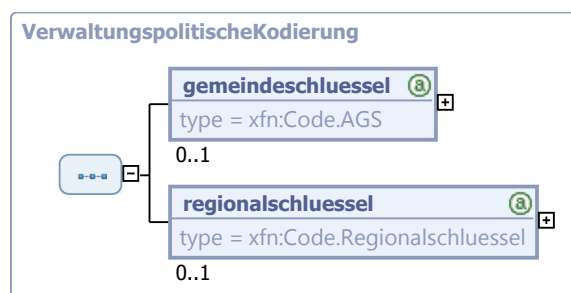 VerwaltungspolitischeKodierung
gemeindeschluessel a
type = xfn:Code.AGS
0..1
regionalschluessel a
type = xfn:Code.Regionalschluessel
0..1